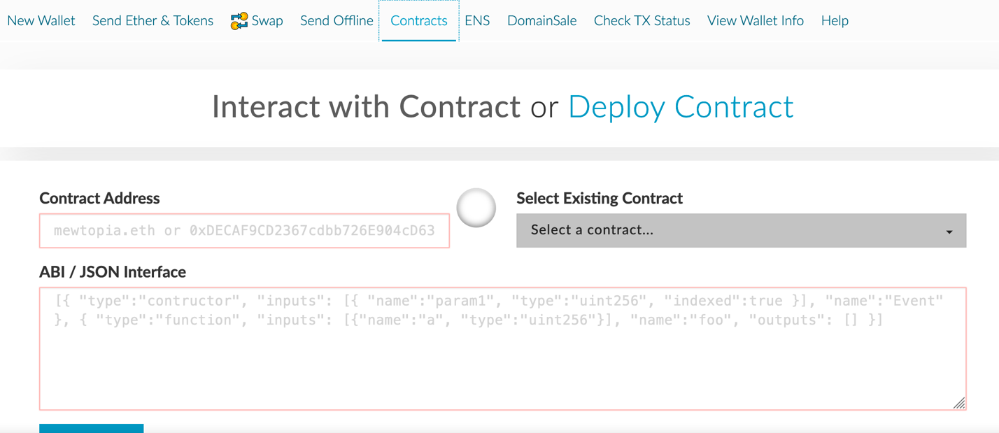 New Wallet Send Ether & Tokens Swap Send Offline Contracts ENS DomainSale Check TX Status View Wallet Info Help
Interact with Contract or Deploy Contract
Contract Address
mewtopia.eth or 0xDECAF9CD2367cdbb726E904cD63
Select Existing Contract
Select a contract...
ABI / JSON Interface
[{ "type":"contructor", "inputs": [{ "name":"param1", "type":"uint256", "indexed":true }], "name":"Event"
}, { "type":"function", "inputs": [{"name":"a", "type":"uint256"}], "name":"foo", "outputs": [] }]